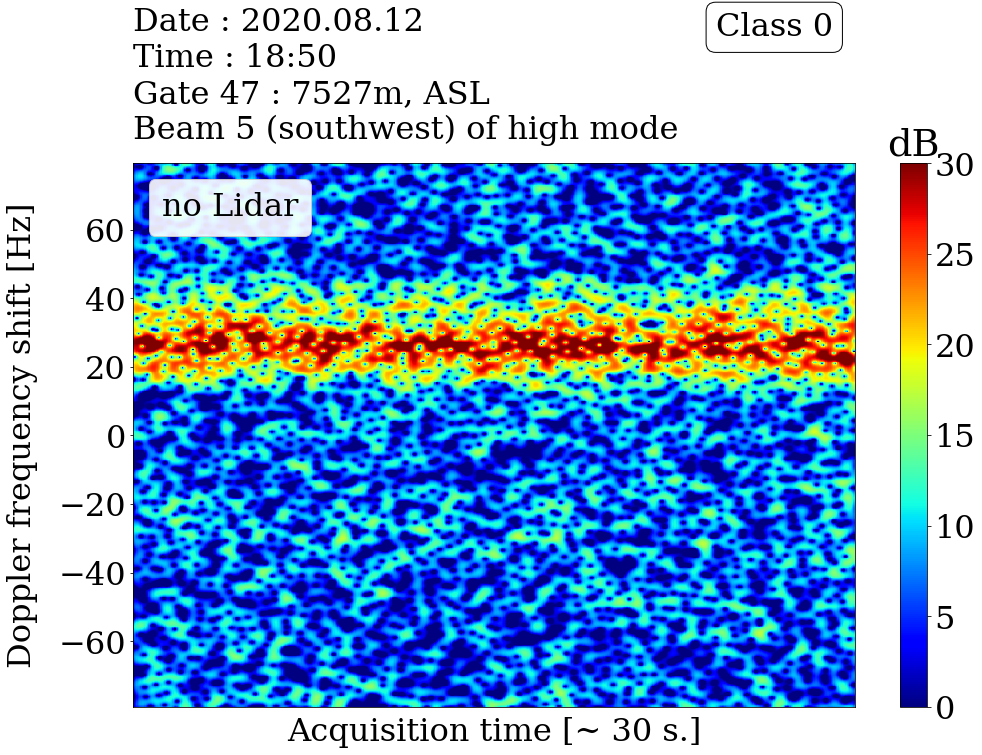 Date : 2020.08.12
Time : 18:50
Gate 47 : 7527m, ASL
Beam 5 (southwest) of high mode
Class 0
dB
no Lidar
Doppler frequency shift [Hz]
60
40
20
0
−20
−40
−60
Acquisition time [~ 30 s.]
30
25
20
15
10
5
0